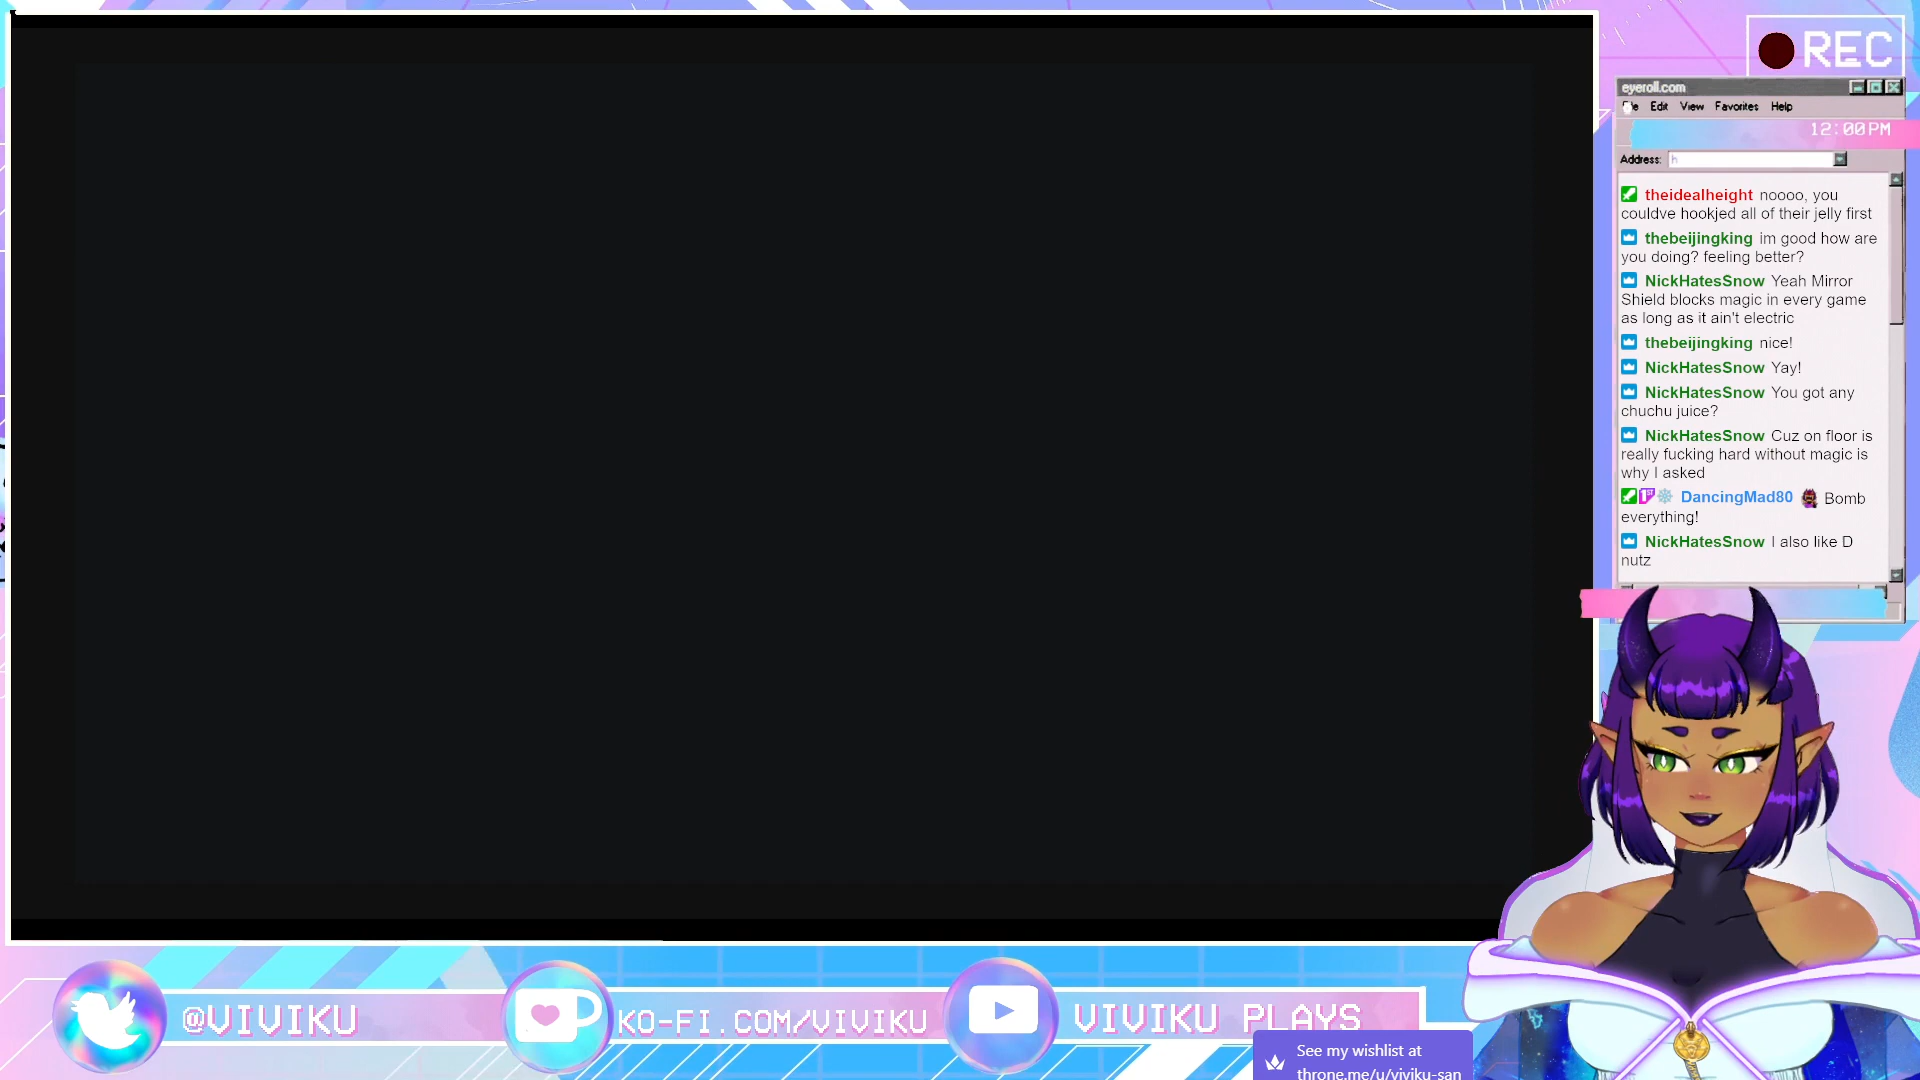 REC
eyeroll.com
File Edit View Favorites Help
12:00PM
Address: h
theidealheight noooo, you
couldve hookjed all of their jelly first
thebeijingking im good how are
you doing? feeling better?
NickHatesSnow Yeah Mirror
Shield blocks magic in every game
as long as it ain't electric
thebeijingking nice!
NickHatesSnow Yay!
NickHatesSnow You got any
chuchu juice?
NickHatesSnow Cuz on floor is
really fucking hard without magic is
why I asked
DancingMad80 Bomb
everything!
NickHatesSnow I also like D
nutz
@VIVIKU
KO-FI.COM/VIVIKU
VIVIKU PLAYS
See my wishlist at
throne.me/u/viviku-san